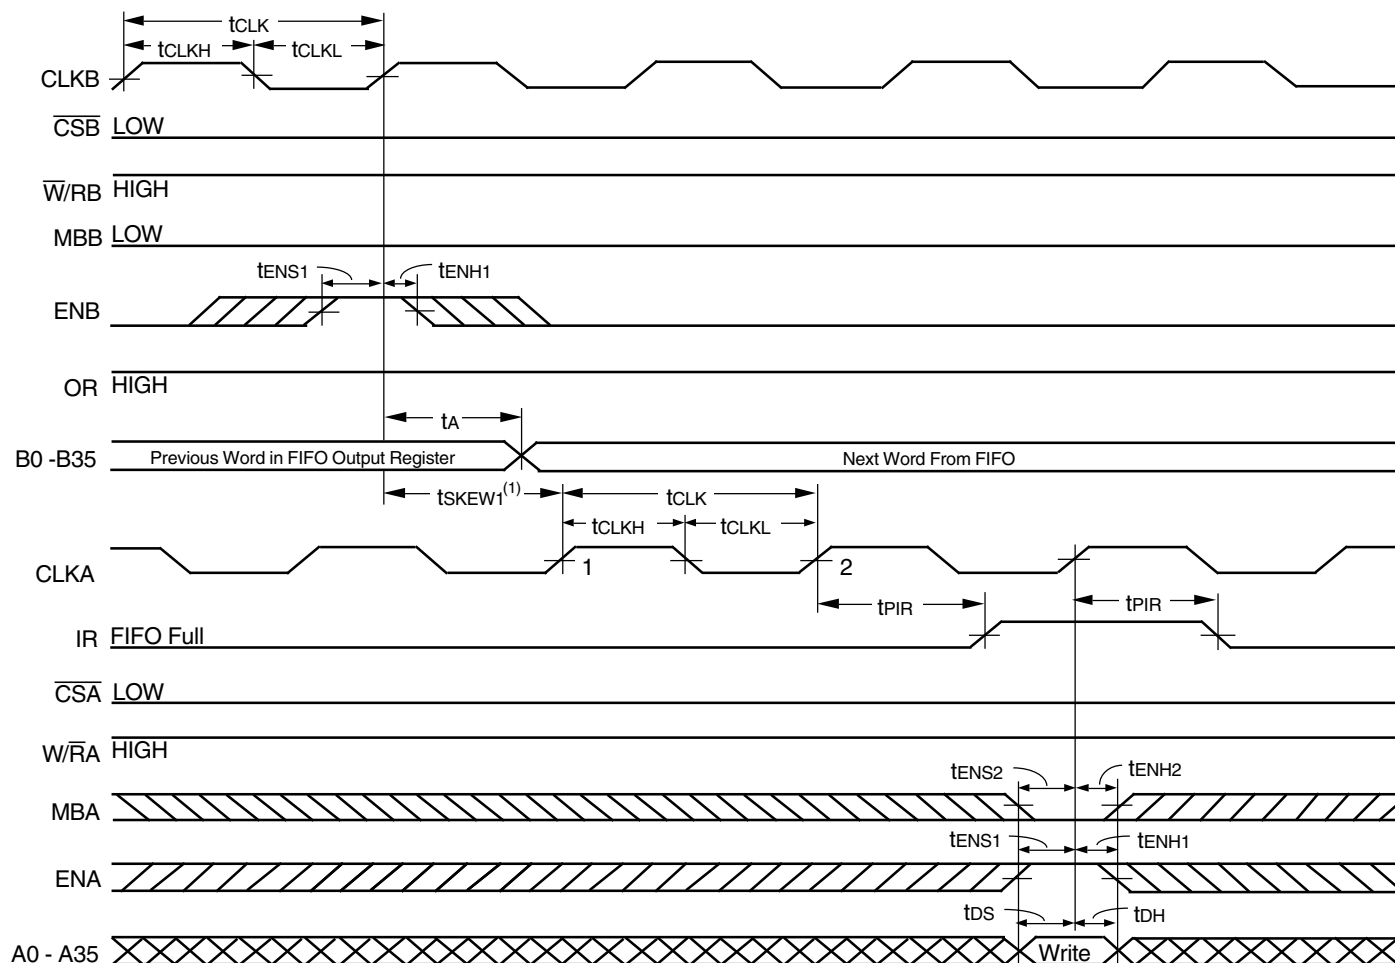 tCLK
tCLKH
tCLKL
CLKB
CSB LOW
W/RB HIGH
MBB LOW
tENS1
tENH1
ENB
OR HIGH
tA
B0 -B35
Previous Word in FIFO Output Register
Next Word From FIFO
tSKEW1(1)
tCLK
tCLKH
tCLKL
CLKA
1
2
tPIR
tPIR
IR FIFO Full
CSA LOW
W/RA HIGH
tENS2
tENH2
MBA
tENS1
tENH1
ENA
tDS
tDH
A0 - A35
Write